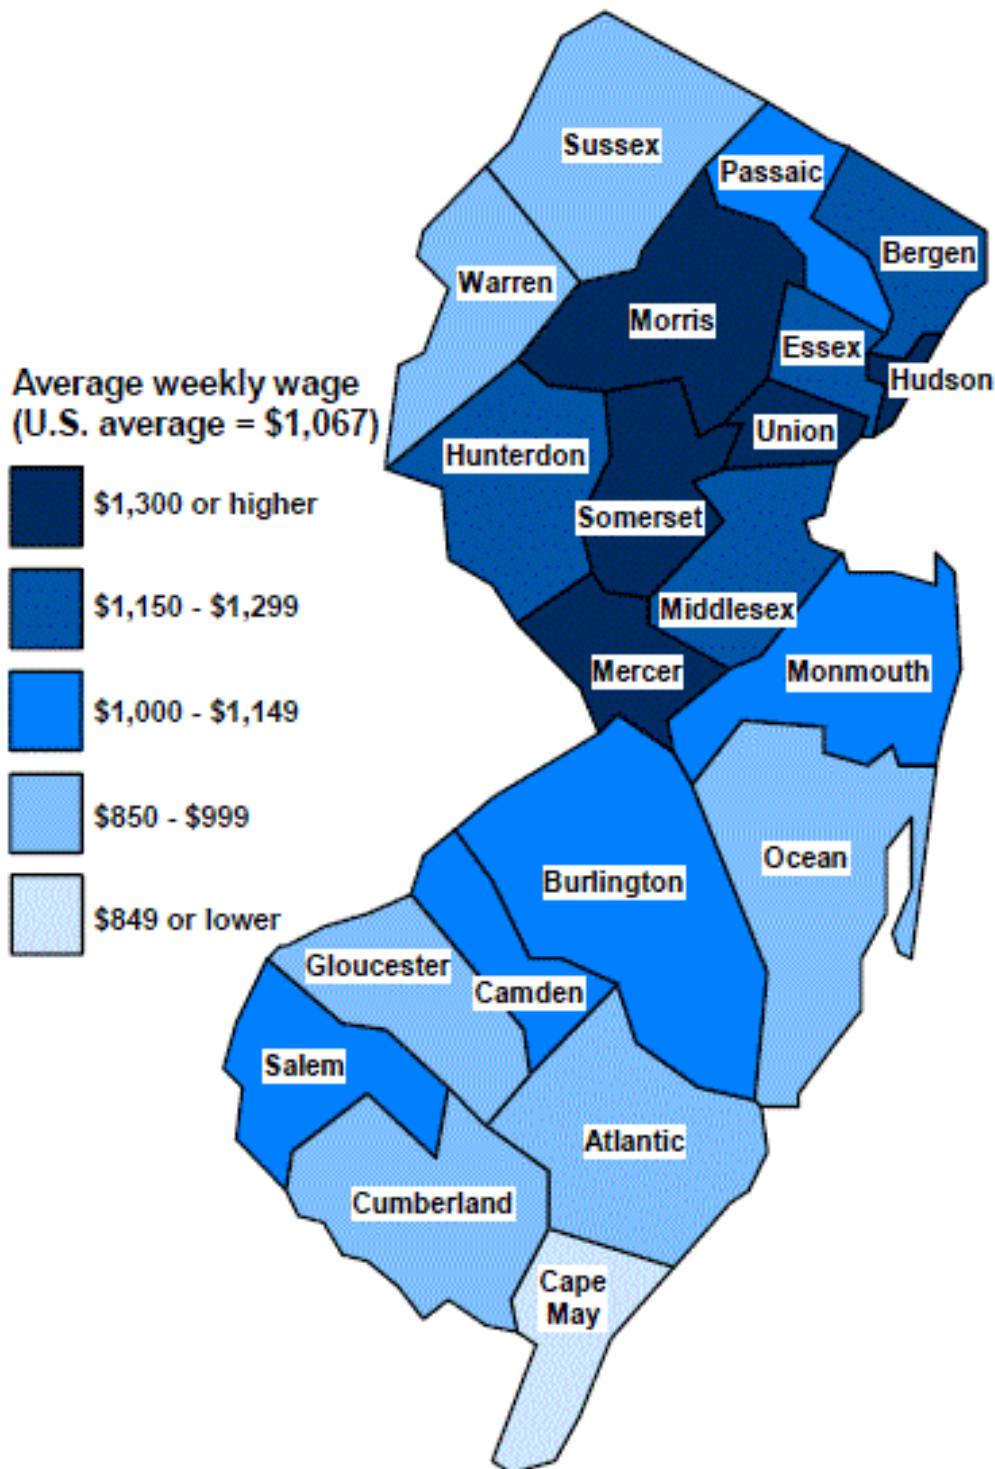 Sussex
Passaic
Bergen
Warren
Morris
Essex
Hudson
Average weekly wage
(U.S. average = $1,067)
Union
Hunterdon
$1,300 or higher
Somerset
$1,150 - $1,299
Middlesex
Mercer
Monmouth
$1,000 - $1,149
$850 - $999
Ocean
Burlington
$849 or lower
Gloucester
Camden
Salem
Atlantic
Cumberland
Cape
May